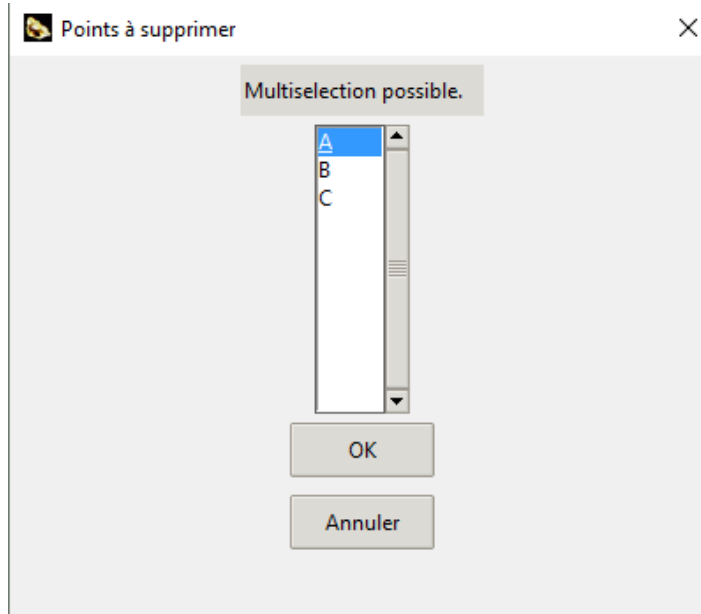 Points à supprimer
Multiselection possible.
A
B
C
OK
Annuler